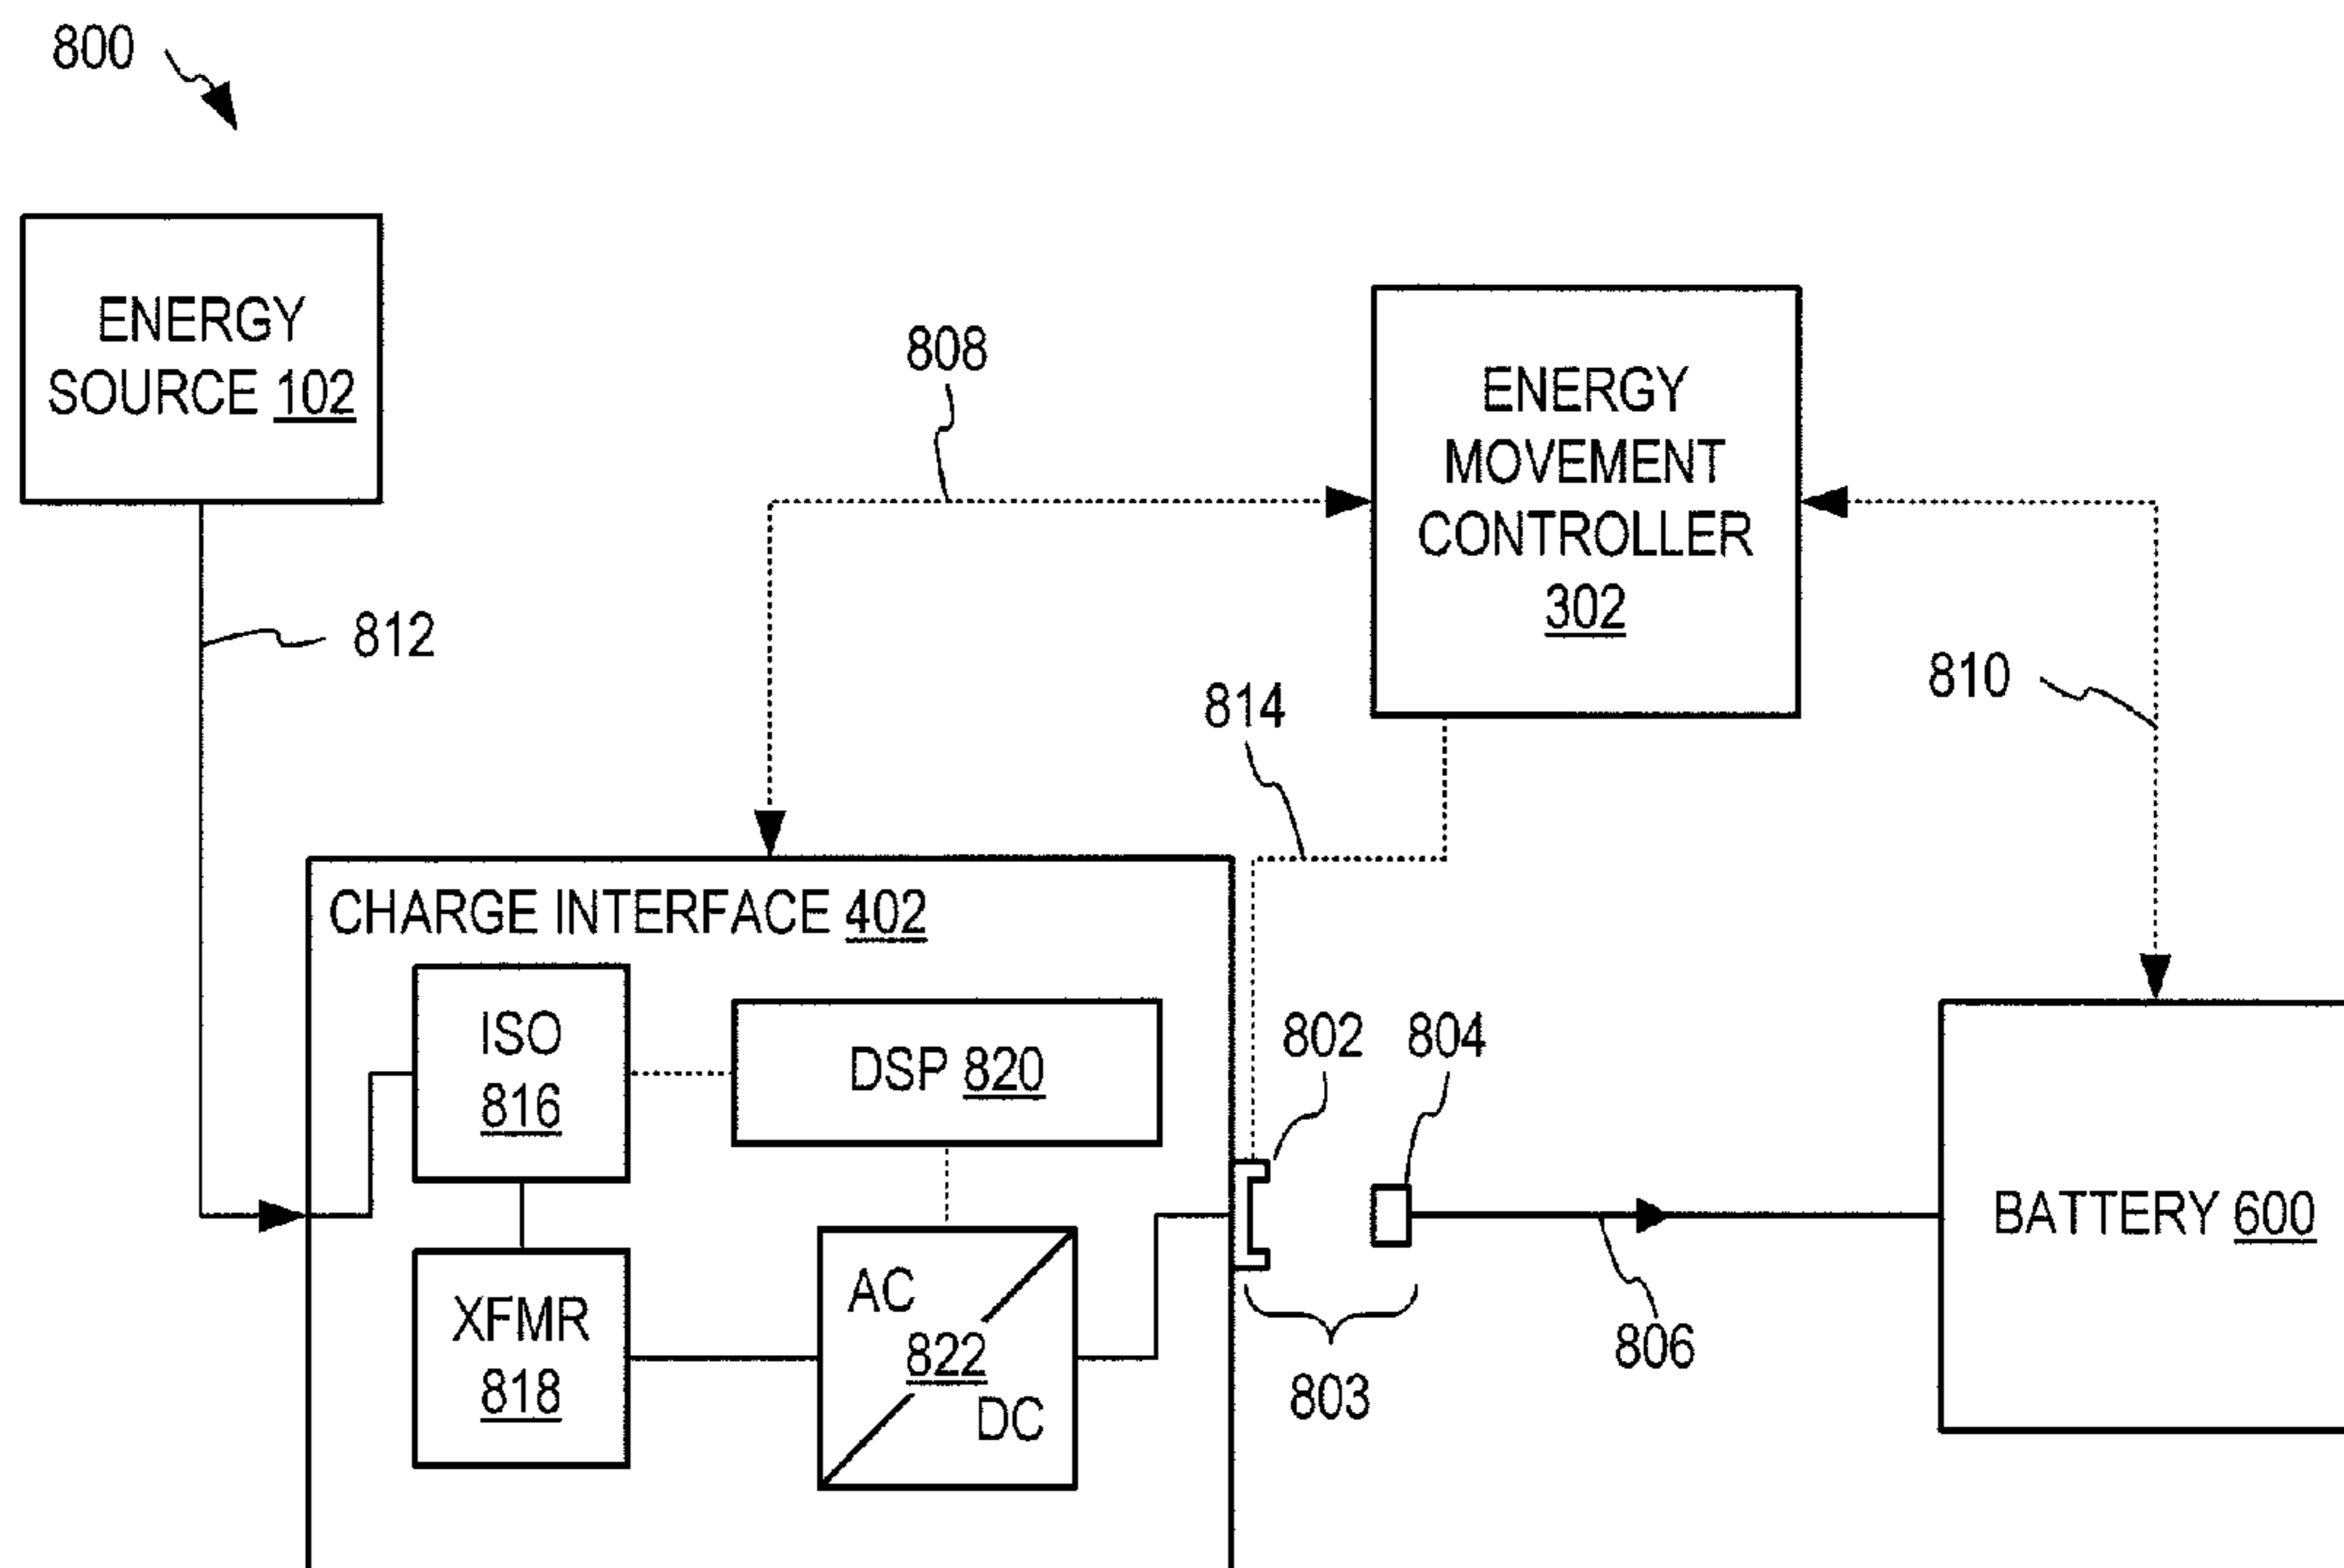 800
ENERGY
SOURCE 102
808
ENERGY
MOVEMENT
CONTROLLER
302
812
814
810
CHARGE INTERFACE 402
ISO
816
DSP 820
802
804
XFMR
818
AC
822
DC
803
806
BATTERY 600